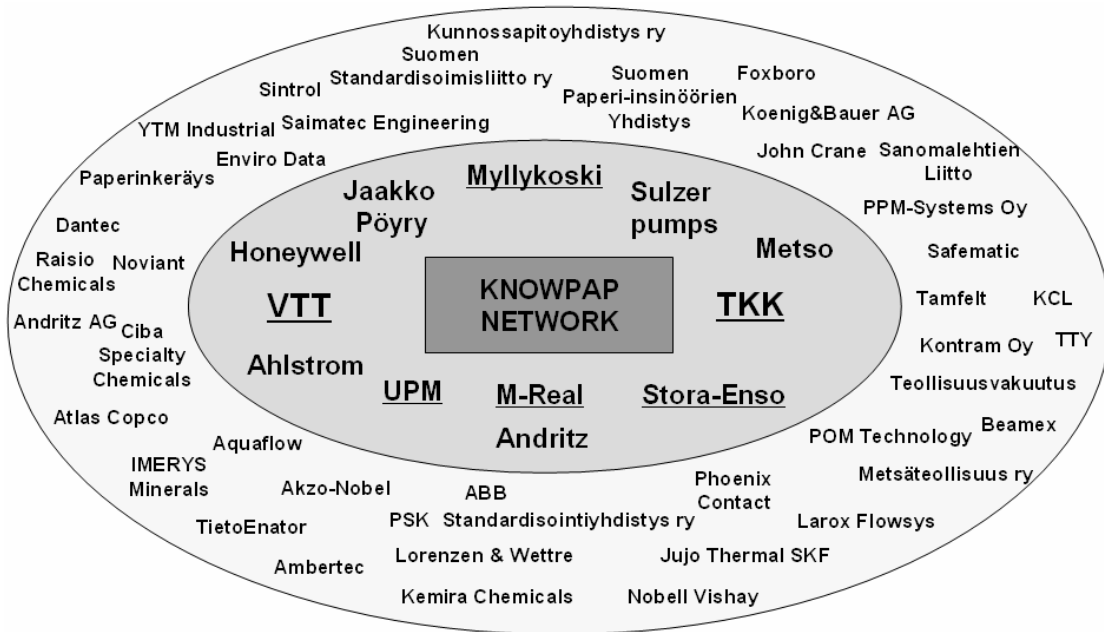 Kunnossapitoyhdistys ry
Suomen
Standardisoimisliitto ry
Suomen
Paperi-insinöörien
Yhdistys
Foxboro
Sintrol
Koenig&Bauer AG
YTM Industrial
Saimatec Engineering
Enviro Data
John Crane
Sanomalehtien
Liitto
Paperinkeräys
Myllykoski
Jaakko
Pöyry
Sulzer
pumps
PPM-Systems Oy
Dantec
Honeywell
Metso
Safematic
Raisio
Chemicals
Noviant
KNOWPAP
NETWORK
VTT
TKK
Tamfelt
KCL
Andritz AG
Ciba
Specialty
Chemicals
Kontram Oy
TTY
Ahlstrom
UPM
M-Real
Stora-Enso
Teollisuusvakuutus
Atlas Copco
Andritz
Beamex
Aquaflow
POM Technology
IMERYS
Minerals
Metsäteollisuus ry
Akzo-Nobel
ABB
Phoenix
Contact
TietoEnator
PSK Standardisointiyhdistys ry
Larox Flowsys
Ambertec
Lorenzen & Wettre
Jujo Thermal SKF
Kemira Chemicals
Nobell Vishay